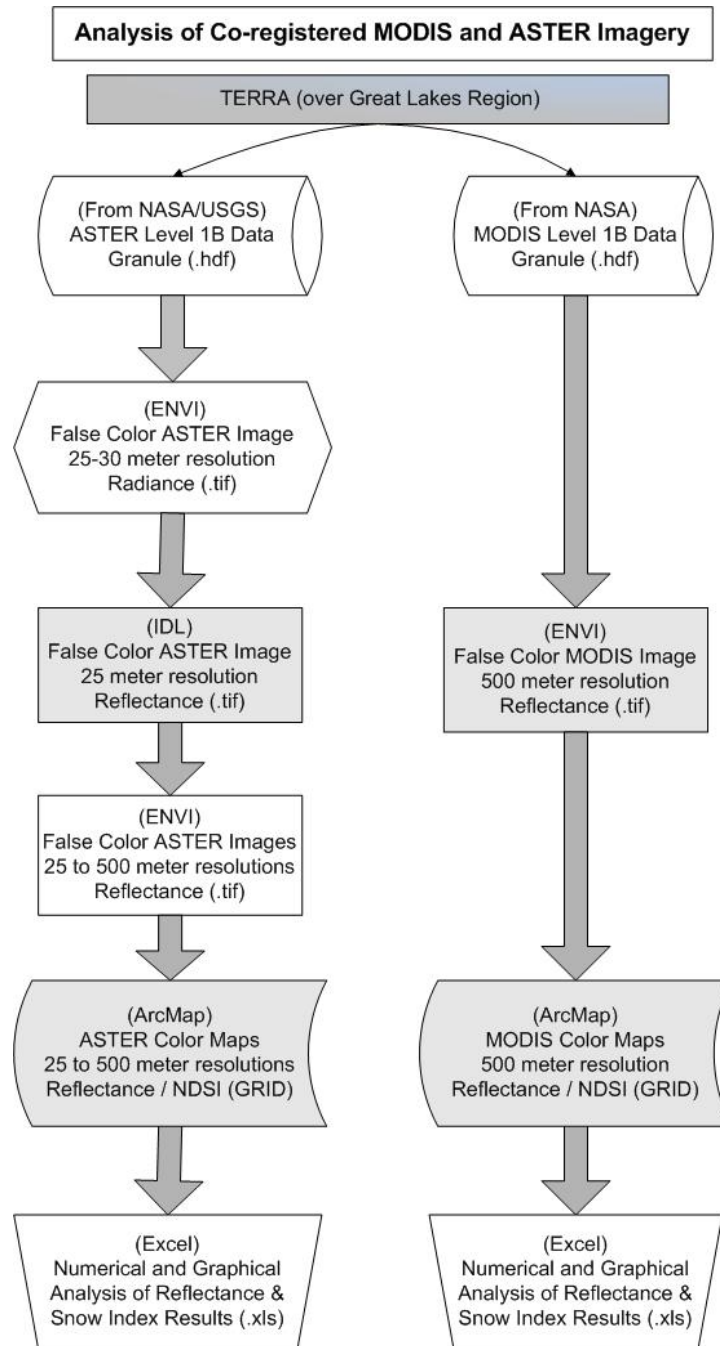 Analysis of Co-registered MODIS and ASTER Imagery
TERRA (over Great Lakes Region)
(From NASA/USGS)
ASTER Level 1B Data
Granule (.hdf)
(From NASA)
MODIS Level 1B Data
Granule (.hdf)
(ENVI)
False Color ASTER Image
25-30 meter resolution
Radiance (.tif)
(IDL)
False Color ASTER Image
25 meter resolution
Reflectance (.tif)
(ENVI)
False Color MODIS Image
500 meter resolution
Reflectance (.tif)
(ENVI)
False Color ASTER Images
25 to 500 meter resolutions
Reflectance (.tif)
(ArcMap)
ASTER Color Maps
25 to 500 meter resolutions
Reflectance / NDSI (GRID)
(ArcMap)
MODIS Color Maps
500 meter resolution
Reflectance / NDSI (GRID)
(Excel)
Numerical and Graphical
Analysis of Reflectance &
Snow Index Results (.xls)
(Excel)
Numerical and Graphical
Analysis of Reflectance &
Snow Index Results (.xls)